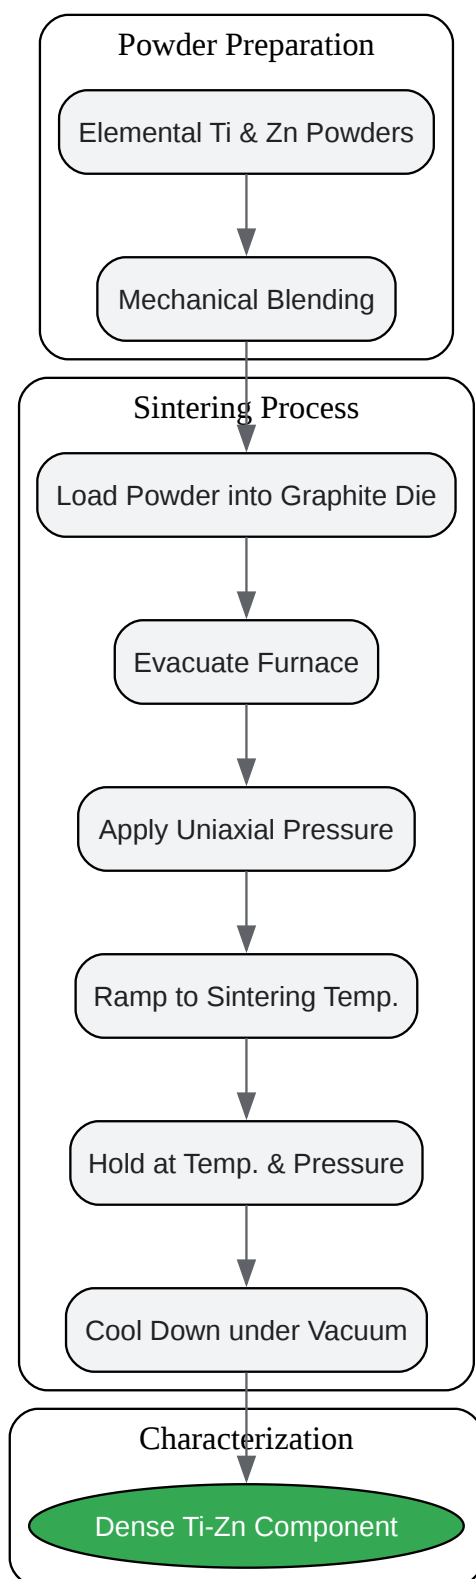 Powder Preparation
Elemental Ti & Zn Powders
Mechanical Blending
Sintering Process
Load Powder into Graphite Die
Evacuate Furnace
Apply Uniaxial Pressure
Ramp to Sintering Temp.
Hold at Temp. & Pressure
Cool Down under Vacuum
Characterization
Dense Ti-Zn Component